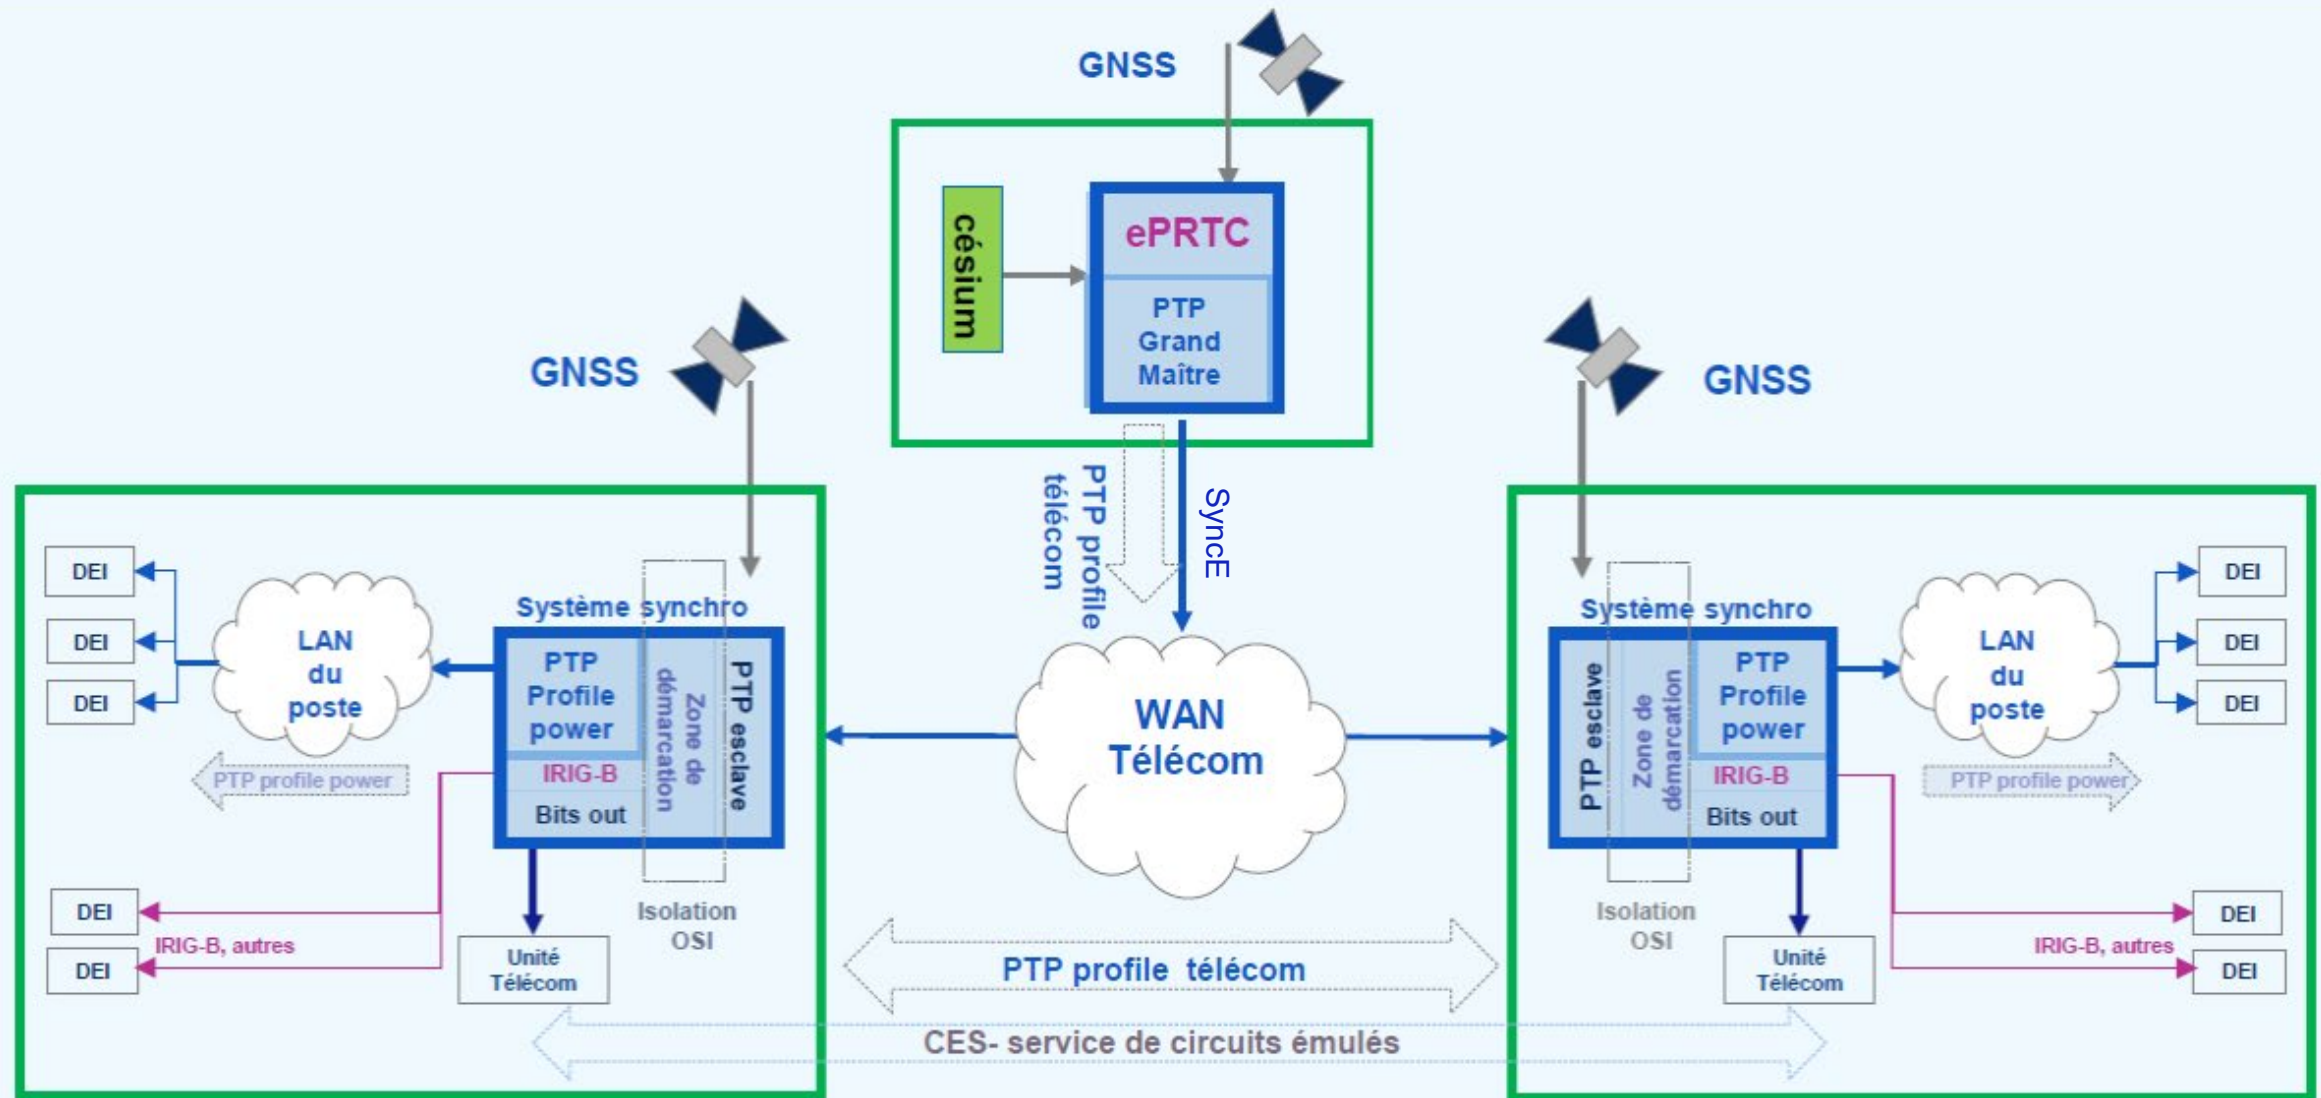 GNSS
césium
ePRTC
PTP
Grand
Maître
GNSS
GNSS
PTP profile
télécom
SyncE
DEI
DEI
DEI
LAN
du
poste
PTP profile power
Système synchro
PTP
Profile
power
IRIG-B
Bits out
Zone de
démarcation
PTP esclave
DEI
DEI
IRIG-B, autres
Unité
Télécom
Isolation
OSI
WAN
Télécom
PTP profile télécom
CES- service de circuits émulés
Système synchro
PTP esclave
Zone de
démarcation
PTP
Profile
power
IRIG-B
Bits out
LAN
du
poste
PTP profile power
DEI
DEI
DEI
Isolation
OSI
Unité
Télécom
IRIG-B, autres
DEI
DEI